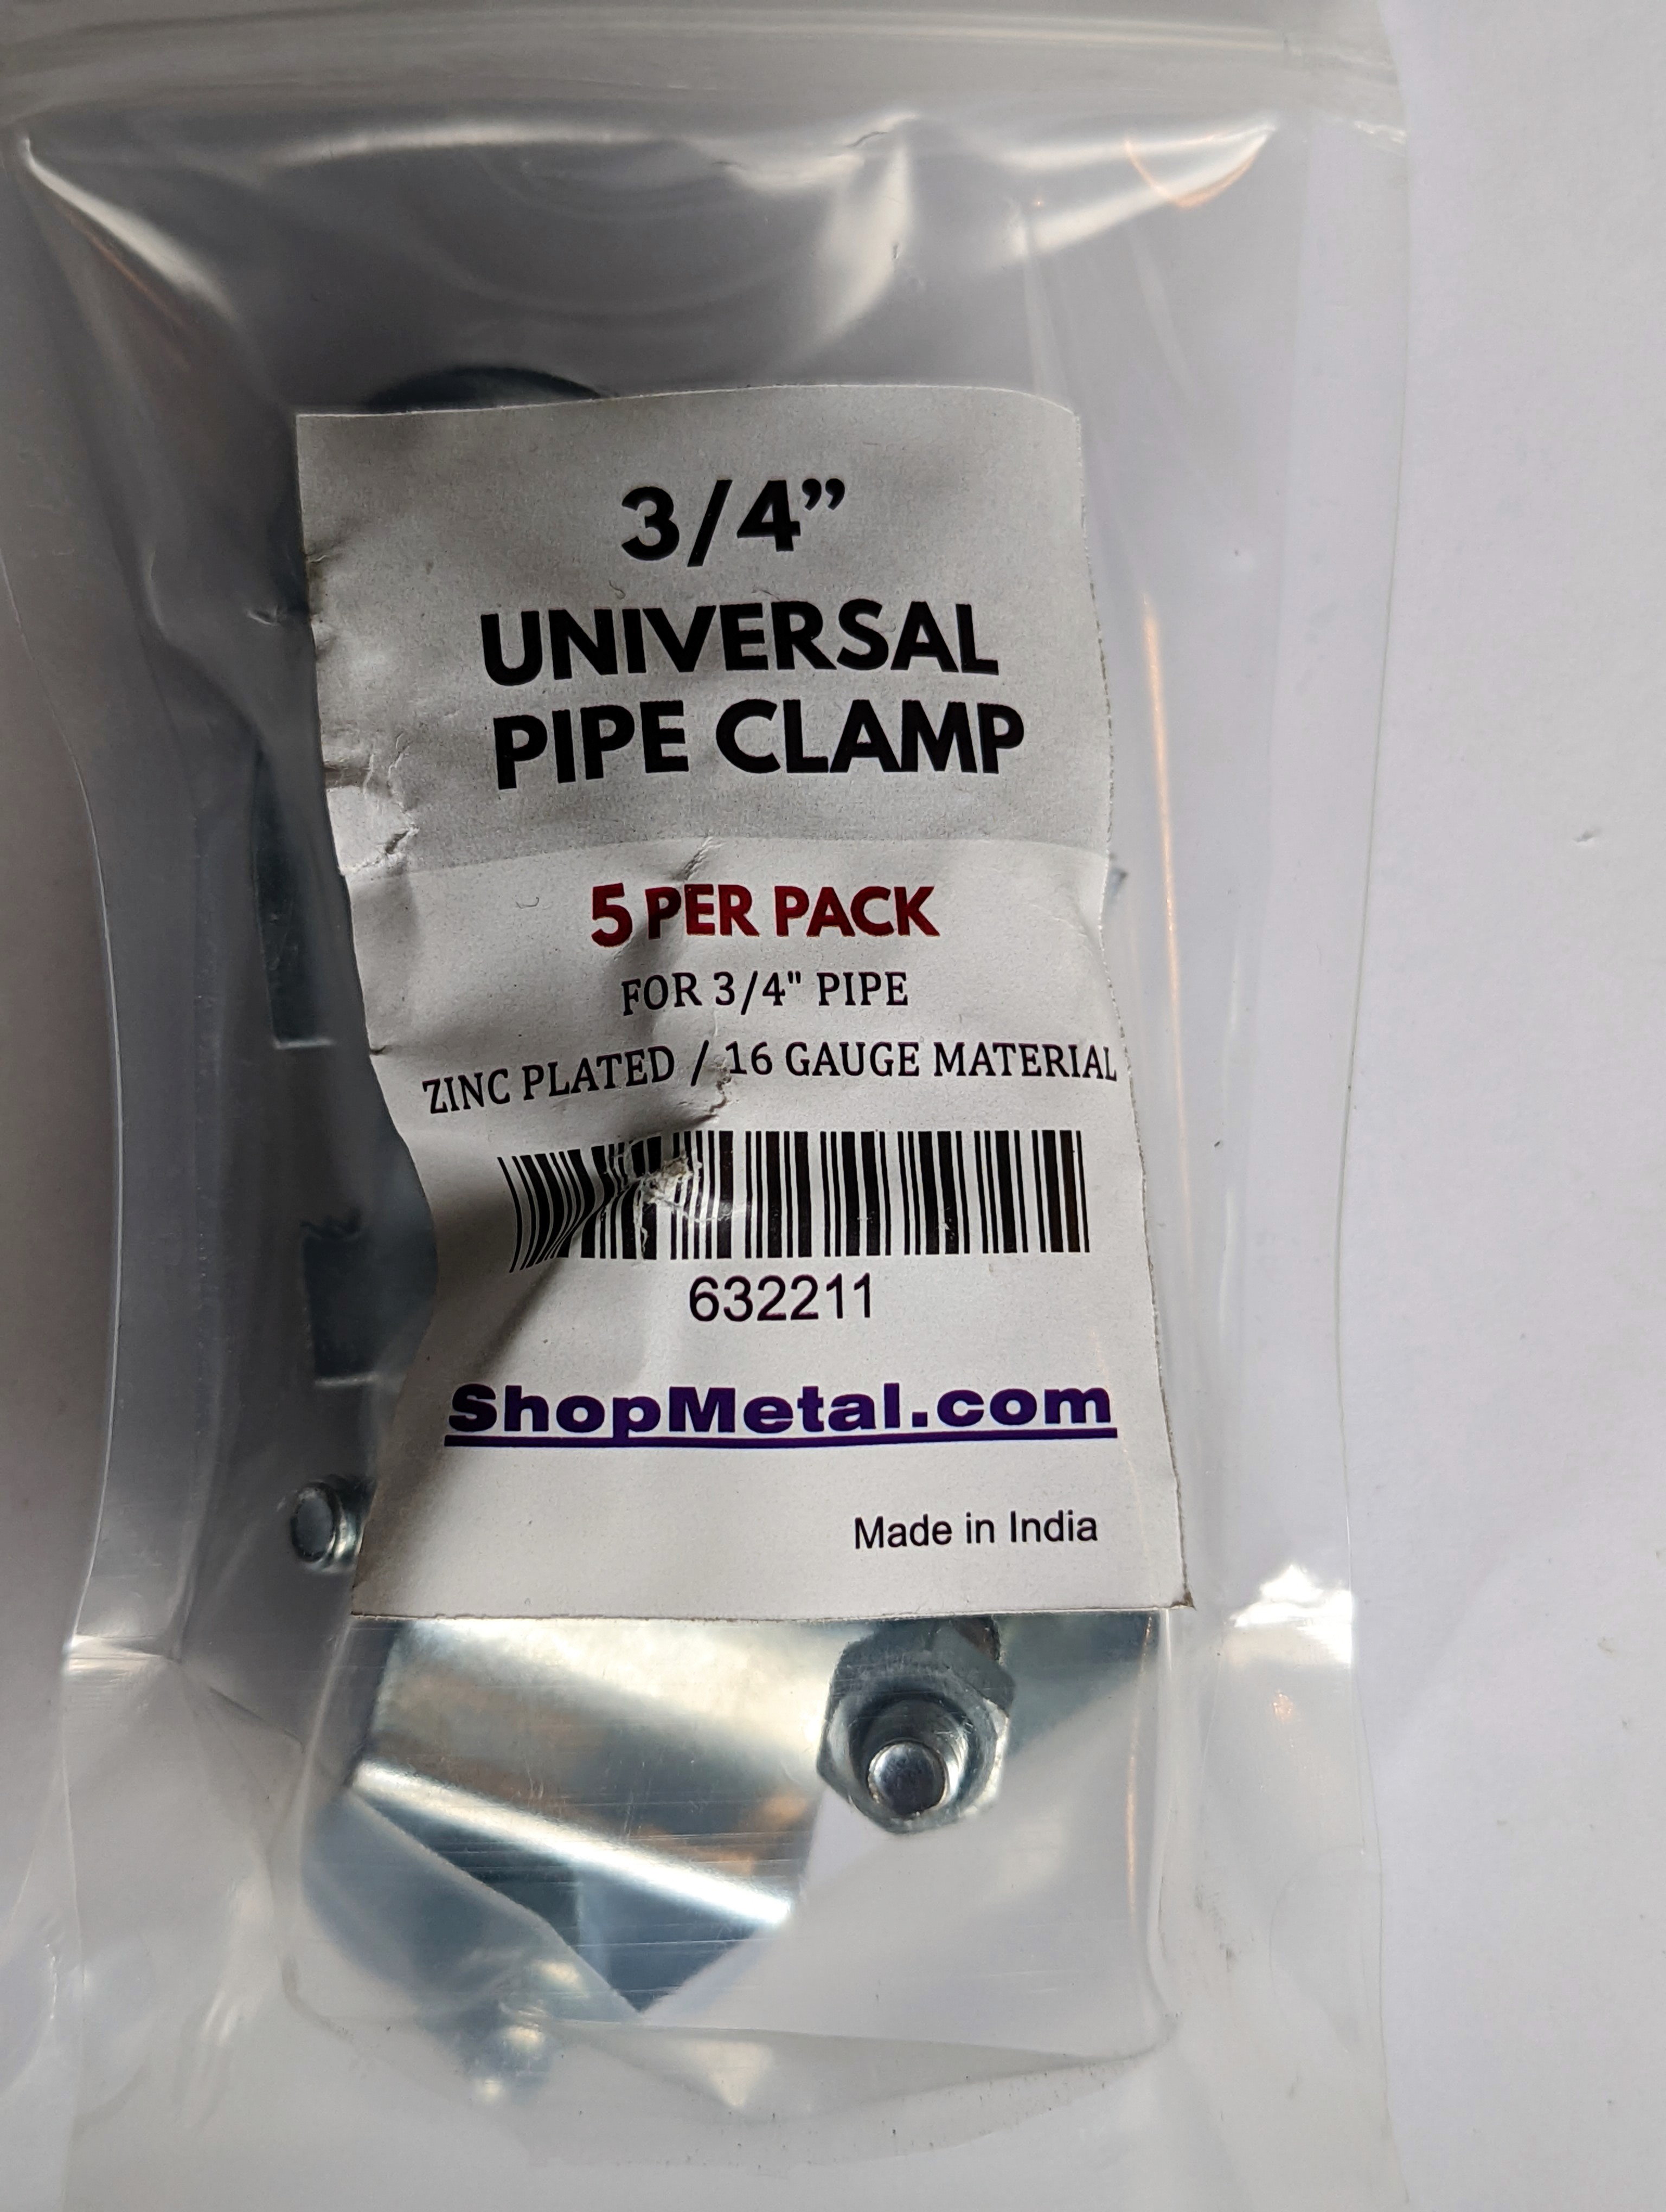 3/4”
UNIVERSAL
PIPE CLAMP
5 PER PACK
FOR 3/4" PIPE
ZINC PLATED / 16 GAUGE MATERIAL
632211
ShopMetal.com
Made in India